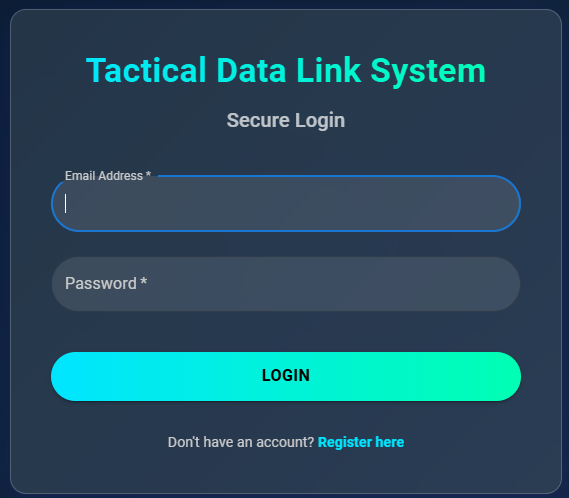 Tactical Data Link System
Secure Login
Email Address *
Password *
LOGIN
Don't have an account? Register here